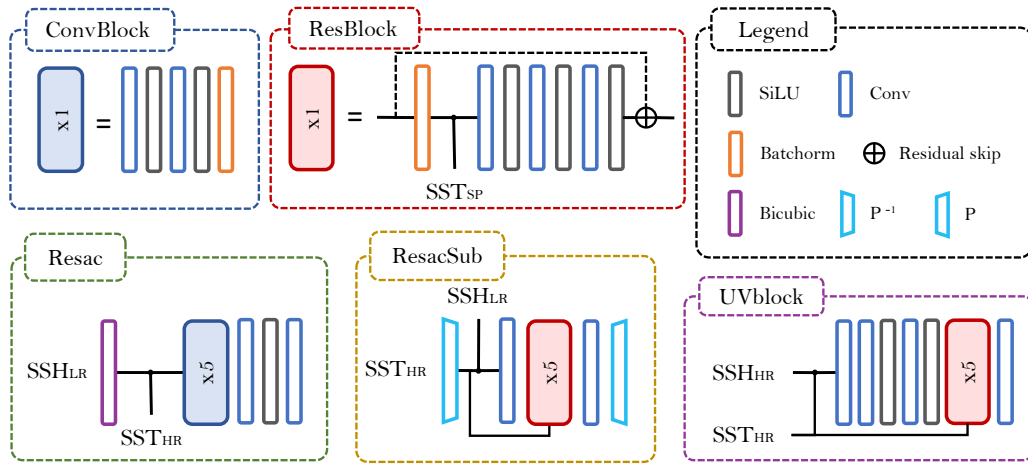 ConvBlock
x1
=
ResBlock
x1
=
SSTSP
Legend
SiLU
Conv
Batchorm
Residual skip
Bicubic
P -1
P
Resac
SSHLR
x5
SSTHR
ResacSub
SSHLR
SSTHR
x5
UVblock
SSHHR
x5
SSTHR